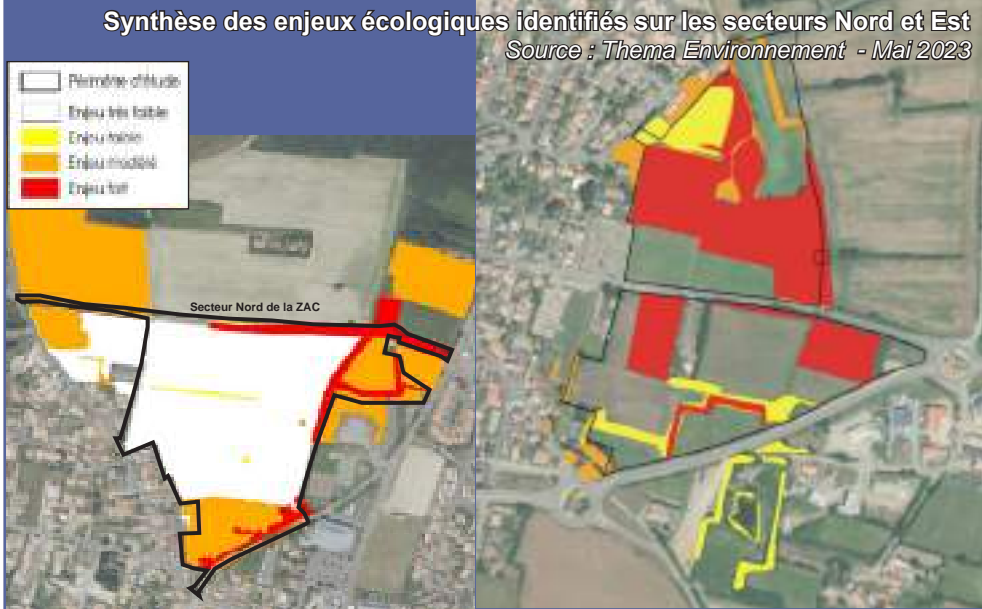 Synthèse des enjeux écologiques identifiés sur les secteurs Nord et Est
Source : Thema Environnement - Mai 2023
Périmètre d'étude
Enjeu très faible
Enjeu faible
Enjeu modéré
Enjeu fort
Secteur Nord de la ZAC